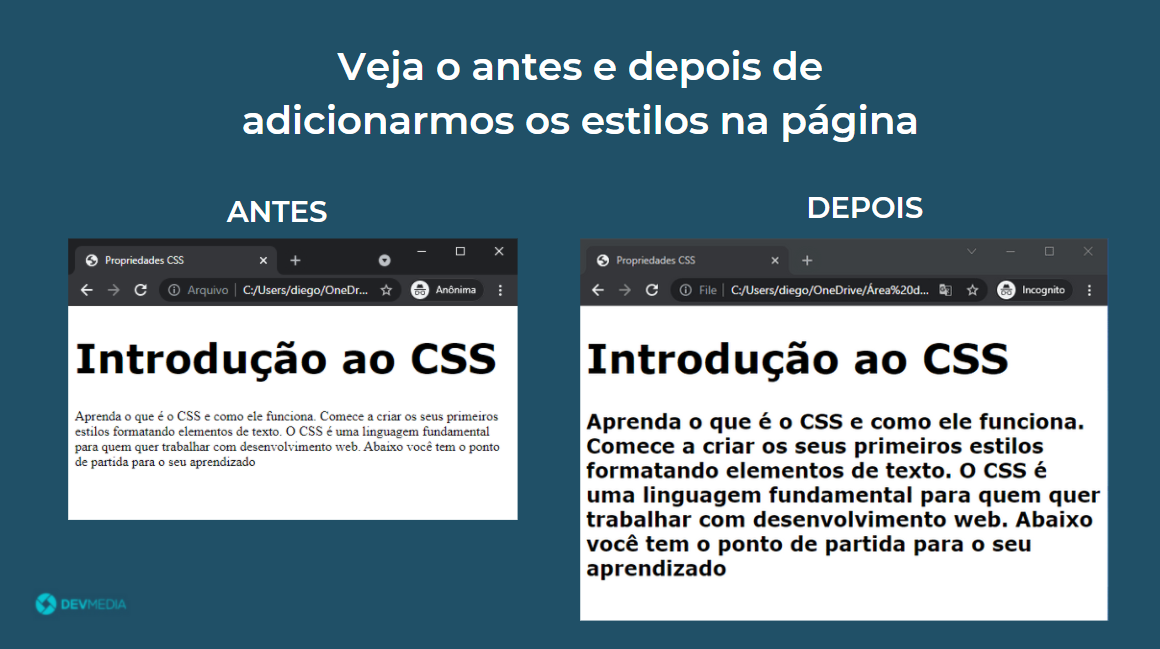 Veja o antes e depois de
adicionarmos os estilos na página
ANTES
Propriedades CSS
Arquivo | C:/Users/diego/OneDr... Anônima
Introdução ao CSS
Aprenda o que é o CSS e como ele funciona. Comece a criar os seus primeiros
estilos formatando elementos de texto. O CSS é uma linguagem fundamental
para quem quer trabalhar com desenvolvimento web. Abaixo você tem o ponto
de partida para o seu aprendizado
DEPOIS
Propriedades CSS
File | C:/Users/diego/OneDrive/Área%20d... Incognito
Introdução ao CSS
Aprenda o que é o CSS e como ele funciona.
Comece a criar os seus primeiros estilos
formatando elementos de texto. O CSS é
uma linguagem fundamental para quem quer
trabalhar com desenvolvimento web. Abaixo
você tem o ponto de partida para o seu
aprendizado
DEVMEDIA